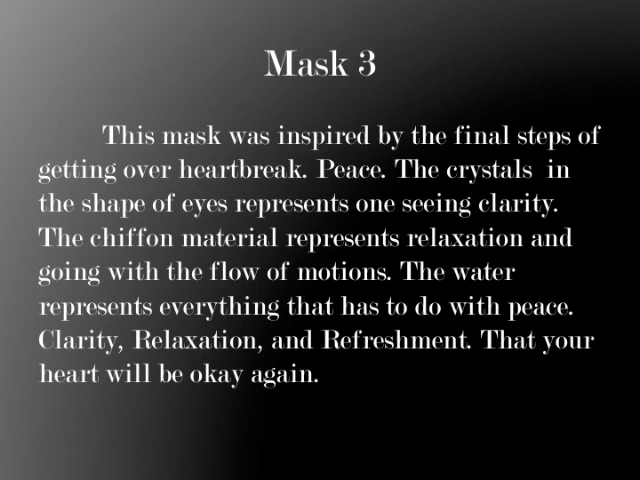 Mask 3
This mask was inspired by the final steps of
getting over heartbreak. Peace. The crystals  in
the shape of eyes represents one seeing clarity.
The chiffon material represents relaxation and
going with the flow of motions. The water
represents everything that has to do with peace.
Clarity, Relaxation, and Refreshment. That your
heart will be okay again.